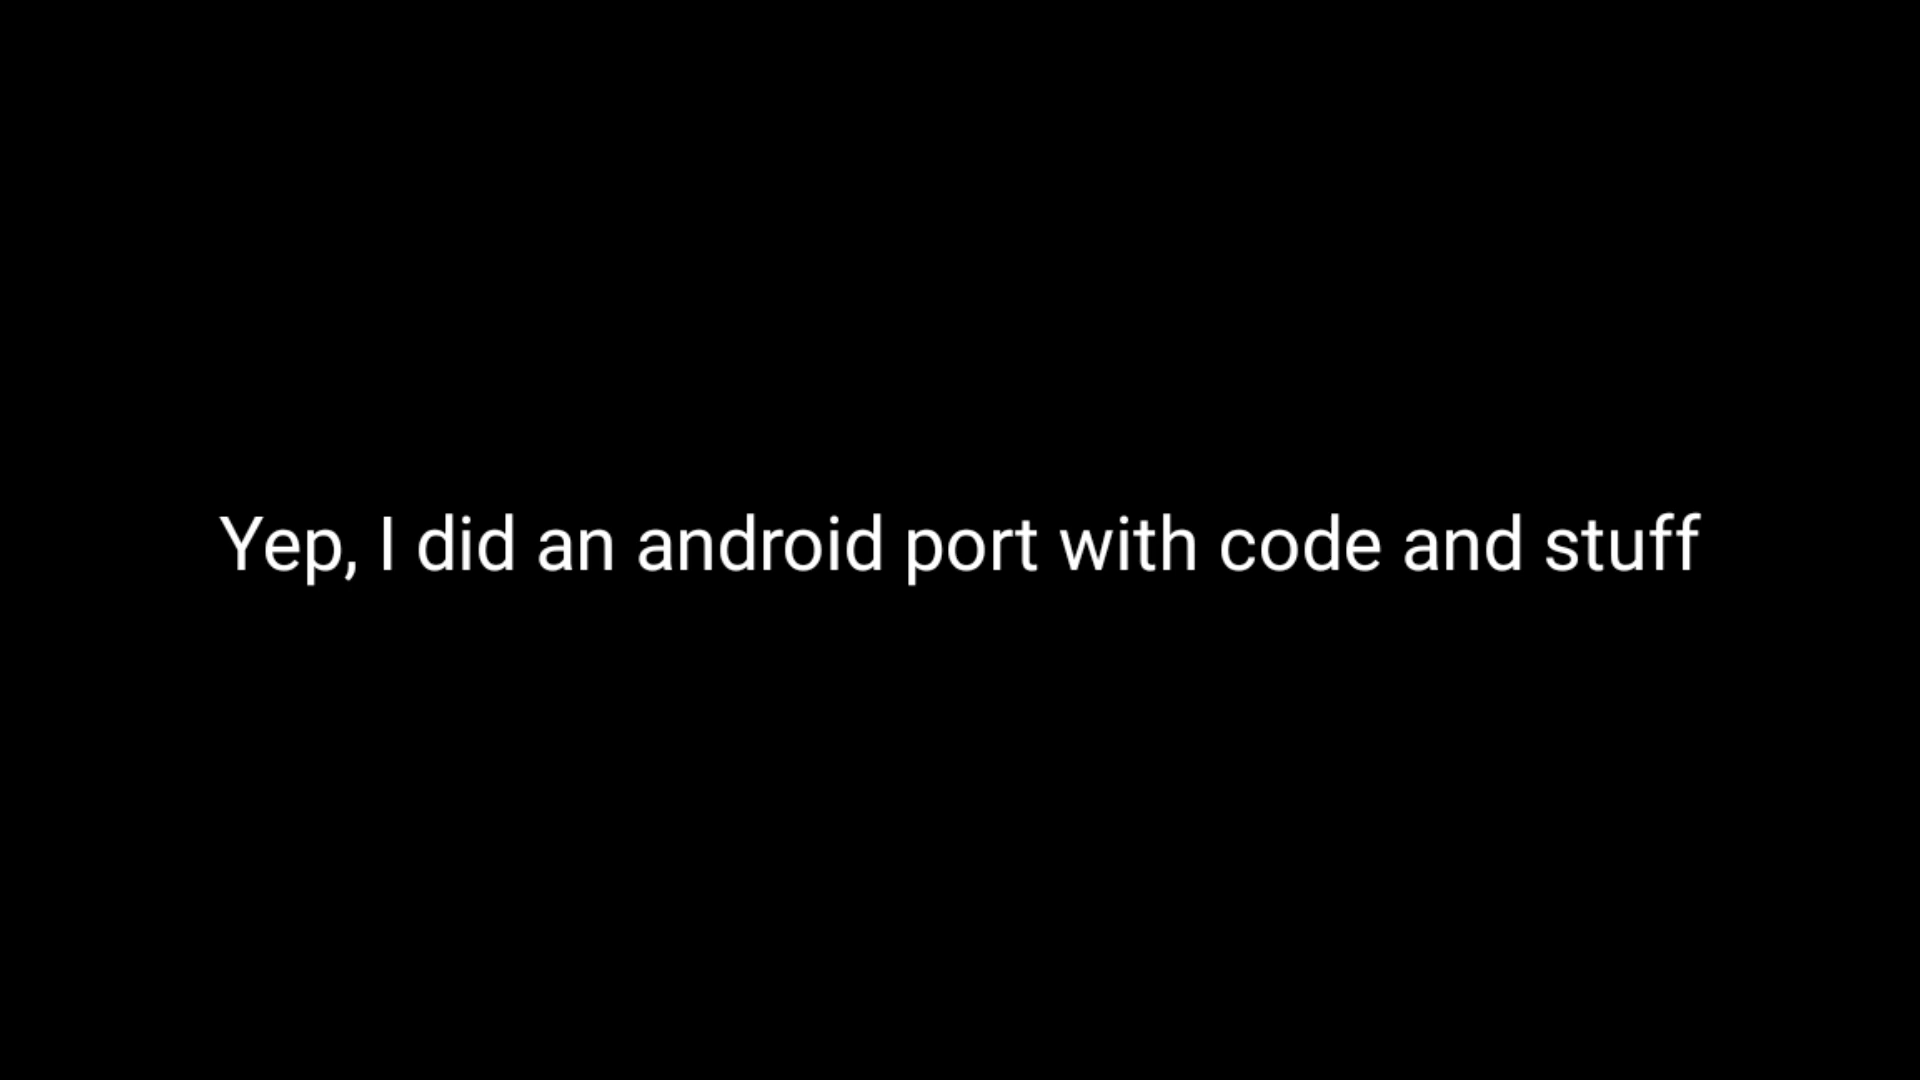 Yep, I did an android port with code and stuff